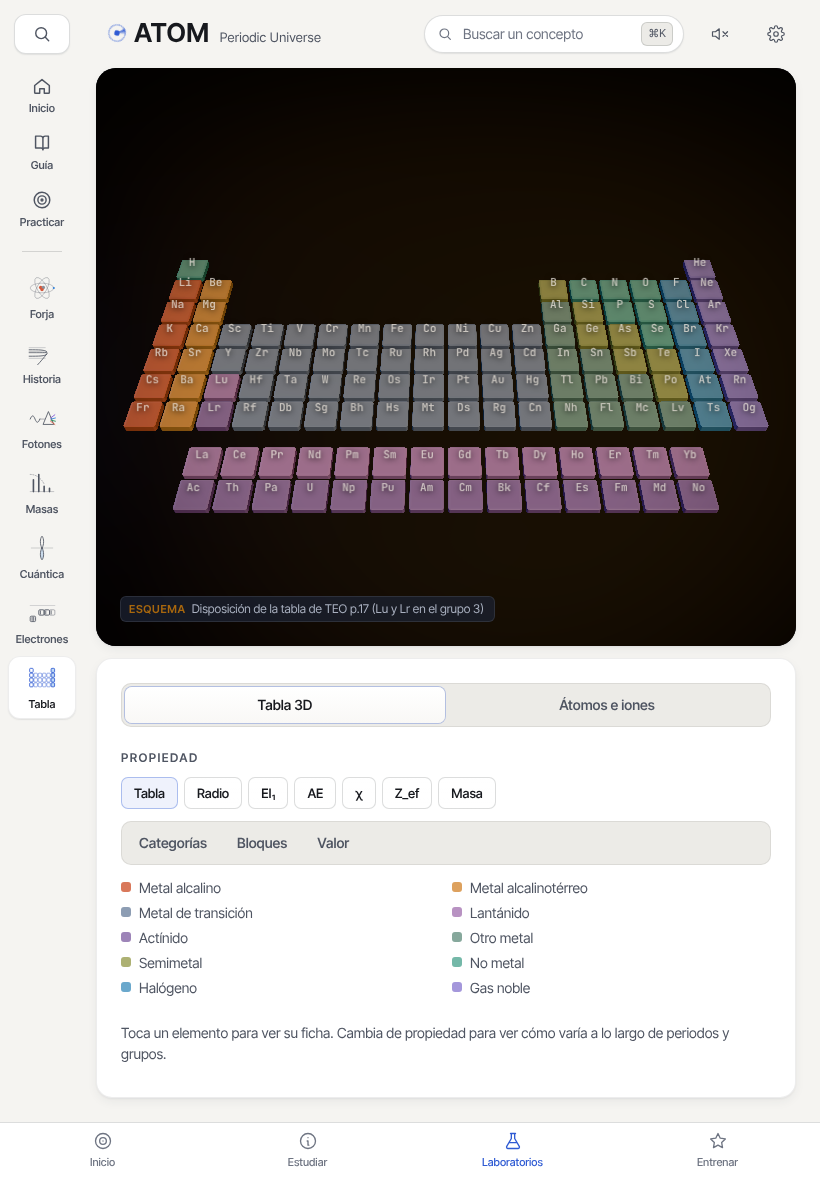 ATOM Periodic Universe
Buscar un concepto ⌘K
Inicio
Guía
Practicar
Forja
Historia
Fotones
Masas
Cuántica
Electrones
Tabla
H He
Li Be B C N O F Ne
Na Mg Al Si P S Cl Ar
K Ca Sc Ti V Cr Mn Fe Co Ni Cu Zn Ga Ge As Se Br Kr
Rb Sr Y Zr Nb Mo Tc Ru Rh Pd Ag Cd In Sn Sb Te I Xe
Cs Ba Lu Hf Ta W Re Os Ir Pt Au Hg Tl Pb Bi Po At Rn
Fr Ra Lr Rf Db Sg Bh Hs Mt Ds Rg Cn Nh Fl Mc Lv Ts Og
La Ce Pr Nd Pm Sm Eu Gd Tb Dy Ho Er Tm Yb
Ac Th Pa U Np Pu Am Cm Bk Cf Es Fm Md No
ESQUEMA Disposición de la tabla de TEO p.17 (Lu y Lr en el grupo 3)
Tabla 3D Átomos e iones
PROPIEDAD
Tabla Radio EI₁ AE χ Z_ef Masa
Categorías Bloques Valor
Metal alcalino Metal alcalinotérreo
Metal de transición Lantánido
Actínido Otro metal
Semimetal No metal
Halógeno Gas noble
Toca un elemento para ver su ficha. Cambia de propiedad para ver cómo varía a lo largo de periodos y
grupos.
Inicio Estudiar Laboratorios Entrenar